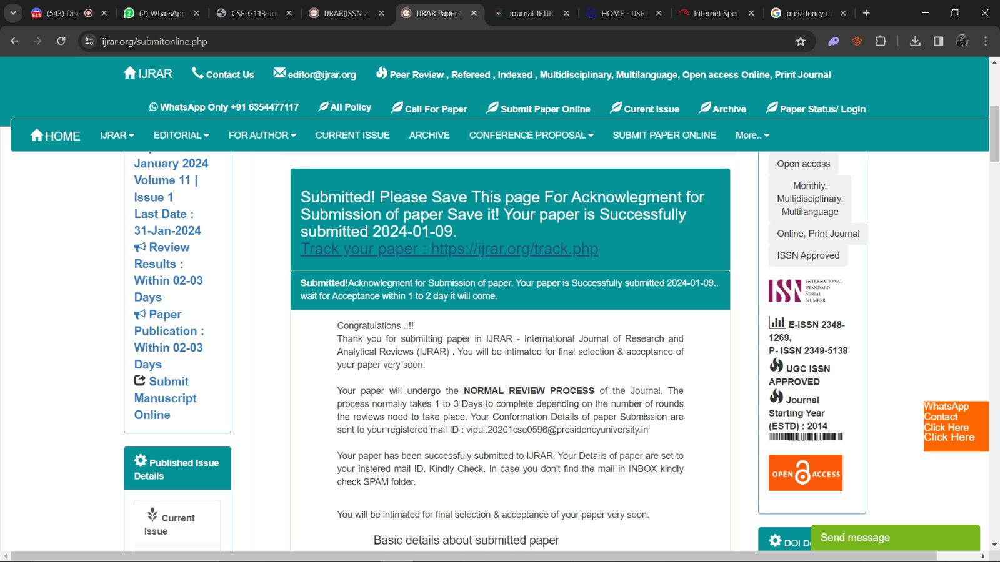 543
(543) Disc
2
(2) WhatsApp
CSE-G113-Jo
IJRAR(ISSN 2
IJRAR Paper S
Journal JETIR
HOME - IJSR
Internet Spee
presidency u
ijrar.org/submitonline.php
IJRAR
Contact Us
editor@ijrar.org
Peer Review , Refereed , Indexed , Multidisciplinary, Multilanguage, Open access Online, Print Journal
WhatsApp Only +91 6354477117
All Policy
Call For Paper
Submit Paper Online
Curent Issue
Archive
Paper Status/ Login
HOME
IJRAR
EDITORIAL
FOR AUTHOR
CURRENT ISSUE
ARCHIVE
CONFERENCE PROPOSAL
SUBMIT PAPER ONLINE
More..
January 2024
Volume 11 |
Issue 1
Last Date :
31-Jan-2024
Review
Results :
Within 02-03
Days
Paper
Publication :
Within 02-03
Days
Submit
Manuscript
Online
Published Issue
Details
Current
Issue
Submitted! Please Save This page For Acknowlegment for
Submission of paper Save it! Your paper is Successfully
submitted 2024-01-09.
Track your paper : https://ijrar.org/track.php
Submitted!Acknowlegment for Submission of paper. Your paper is Successfully submitted 2024-01-09..
wait for Acceptance within 1 to 2 day it will come.
Congratulations...!!
Thank you for submitting paper in IJRAR - International Journal of Research and
Analytical Reviews (IJRAR) . You will be intimated for final selection & acceptance of
your paper very soon.
Your paper will undergo the NORMAL REVIEW PROCESS of the Journal. The
process normally takes 1 to 3 Days to complete depending on the number of rounds
the reviews need to take place. Your Conformation Details of paper Submission are
sent to your registered mail ID : vipul.20201cse0596@presidencyuniversity.in
Your paper has been successfuly submitted to IJRAR. Your Details of paper are set to
your instered mail ID. Kindly Check. In case you don't find the mail in INBOX kindly
check SPAM folder.
You will be intimated for final selection & acceptance of your paper very soon.
Basic details about submitted paper
Open access
Monthly,
Multidisciplinary,
Multilanguage
Online, Print Journal
ISSN Approved
ISSN
INTERNATIONAL
STANDARD
SERIAL
NUMBER
E-ISSN 2348-
1269,
P- ISSN 2349-5138
UGC ISSN
APPROVED
Journal
Starting Year
(ESTD) : 2014
OPEN ACCESS
DOI De
WhatsApp
Contact
Click Here
Click Here
Send message